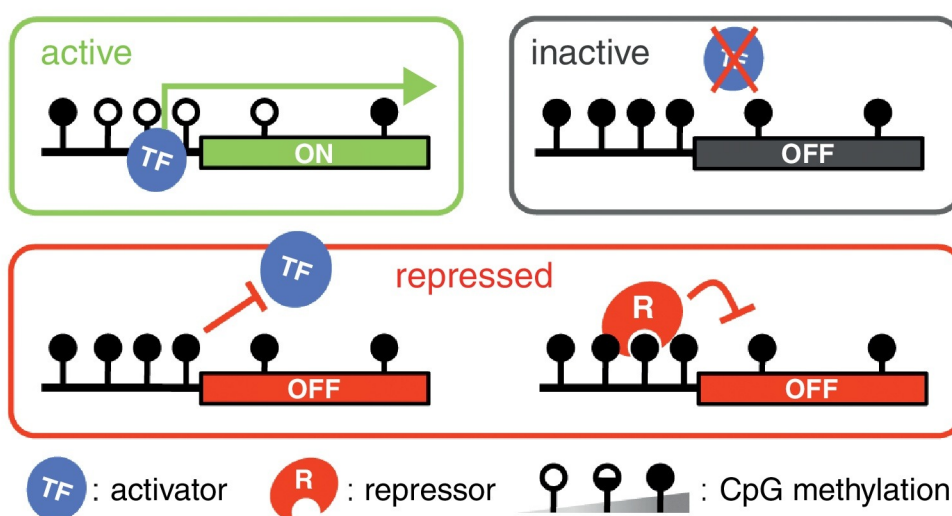 active
TF
ON
inactive
TF
OFF
repressed
TF
OFF
R
OFF
TF : activator
R : repressor
: CpG methylation